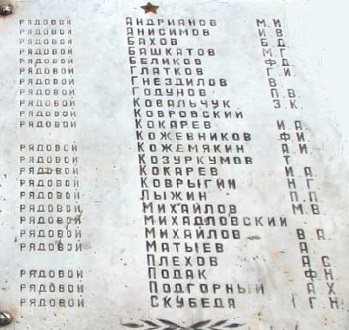 РЯДОВОЙ АНДРИАНОВ М.И.
РЯДОВОЙ АНИСИМОВ И.В.
РЯДОВОЙ БАХОВ Б.Д.
РЯДОВОЙ БАШКАТОВ М.Г.
РЯДОВОЙ БЕЛИКОВ Ф.Д.
РЯДОВОЙ ГЛАТКОВ Г.И.
РЯДОВОЙ ГНЕЗДИЛОВ В.
РЯДОВОЙ ГОДУНОВ П.В.
РЯДОВОЙ КОВАЛЬЧУК З.К.
РЯДОВОЙ КОВРОВСКИЙ
РЯДОВОЙ КОКАРЕВ И.А.
КОЖЕВНИКОВ Ф.И.
РЯДОВОЙ КОЖЕМЯКИН А.И.
РЯДОВОЙ КОЗУРКУМОВ Т.
РЯДОВОЙ КОКАРЕВ И.А.
РЯДОВОЙ КОВРЫГИН Н.Г.
РЯДОВОЙ ЛЫЖИН П.П.
РЯДОВОЙ МИХАЙЛОВ М.В.
РЯДОВОЙ МИХАЙЛОВСКИЙ
РЯДОВОЙ МИХАЙЛОВ В.А.
РЯДОВОЙ МАТЫЕВ А.
ПЛЕХОВ А.С.
РЯДОВОЙ ПОДАК Ф.Н.
РЯДОВОЙ ПОДГОРНЫЙ А.Х.
РЯДОВОЙ СКУБЕДА Г.Н.